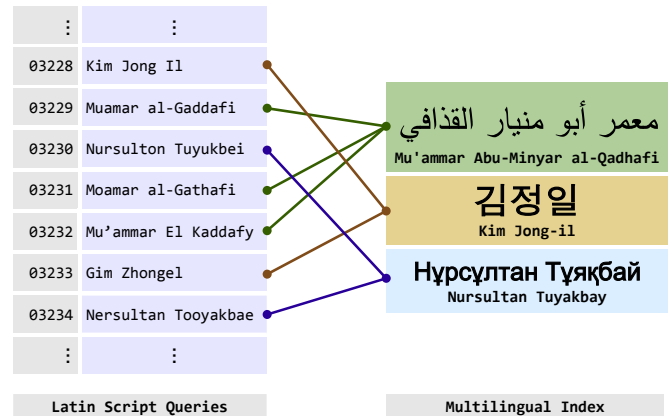 ⋮ ⋮
03228 Kim Jong Il
03229 Muamar al-Gaddafi
03230 Nursulton Tuyukbei
03231 Moamar al-Gathafi
03232 Mu’ammar El Kaddafy
03233 Gim Zhongel
03234 Nersultan Tooyakbae
⋮ ⋮
Latin Script Queries
معمر أبو منيار القذافي
Mu'ammar Abu-Minyar al-Qadhafi
김정일
Kim Jong-il
Нұрсұлтан Тұяқбай
Nursultan Tuyakbay
Multilingual Index